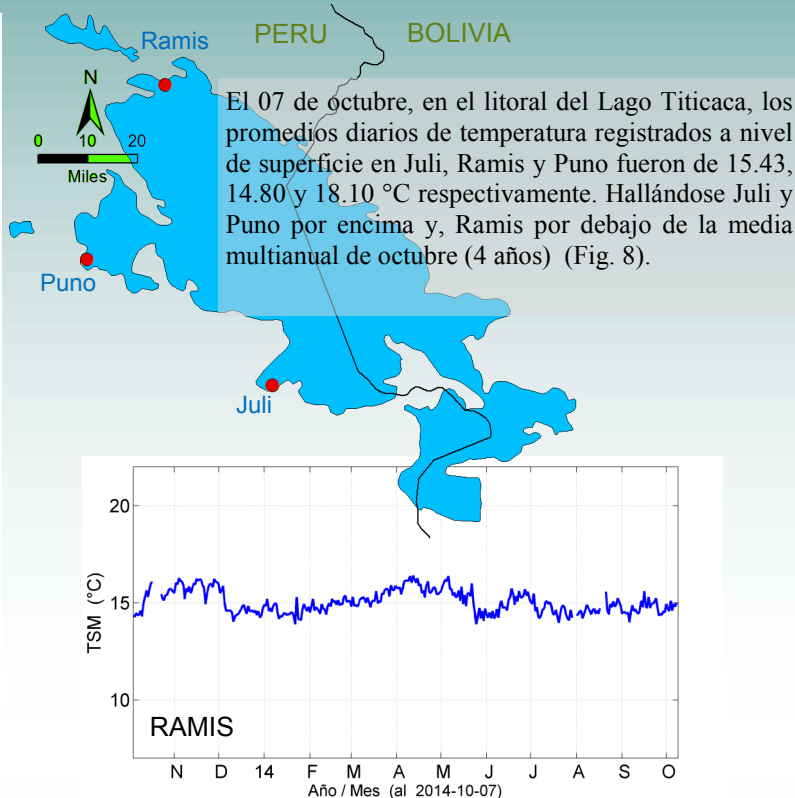 Ramis
PERU
BOLIVIA
N
0 10 20
Miles
El 07 de octubre, en el litoral del Lago Titicaca, los
promedios diarios de temperatura registrados a nivel
de superficie en Juli, Ramis y Puno fueron de 15.43,
14.80 y 18.10 °C respectivamente. Hallándose Juli y
Puno por encima y, Ramis por debajo de la media
multianual de octubre (4 años) (Fig. 8).
Puno
Juli
20
15
10
TSM (°C)
RAMIS
N D 14 F M A M J J A S O
Año / Mes (al 2014-10-07)